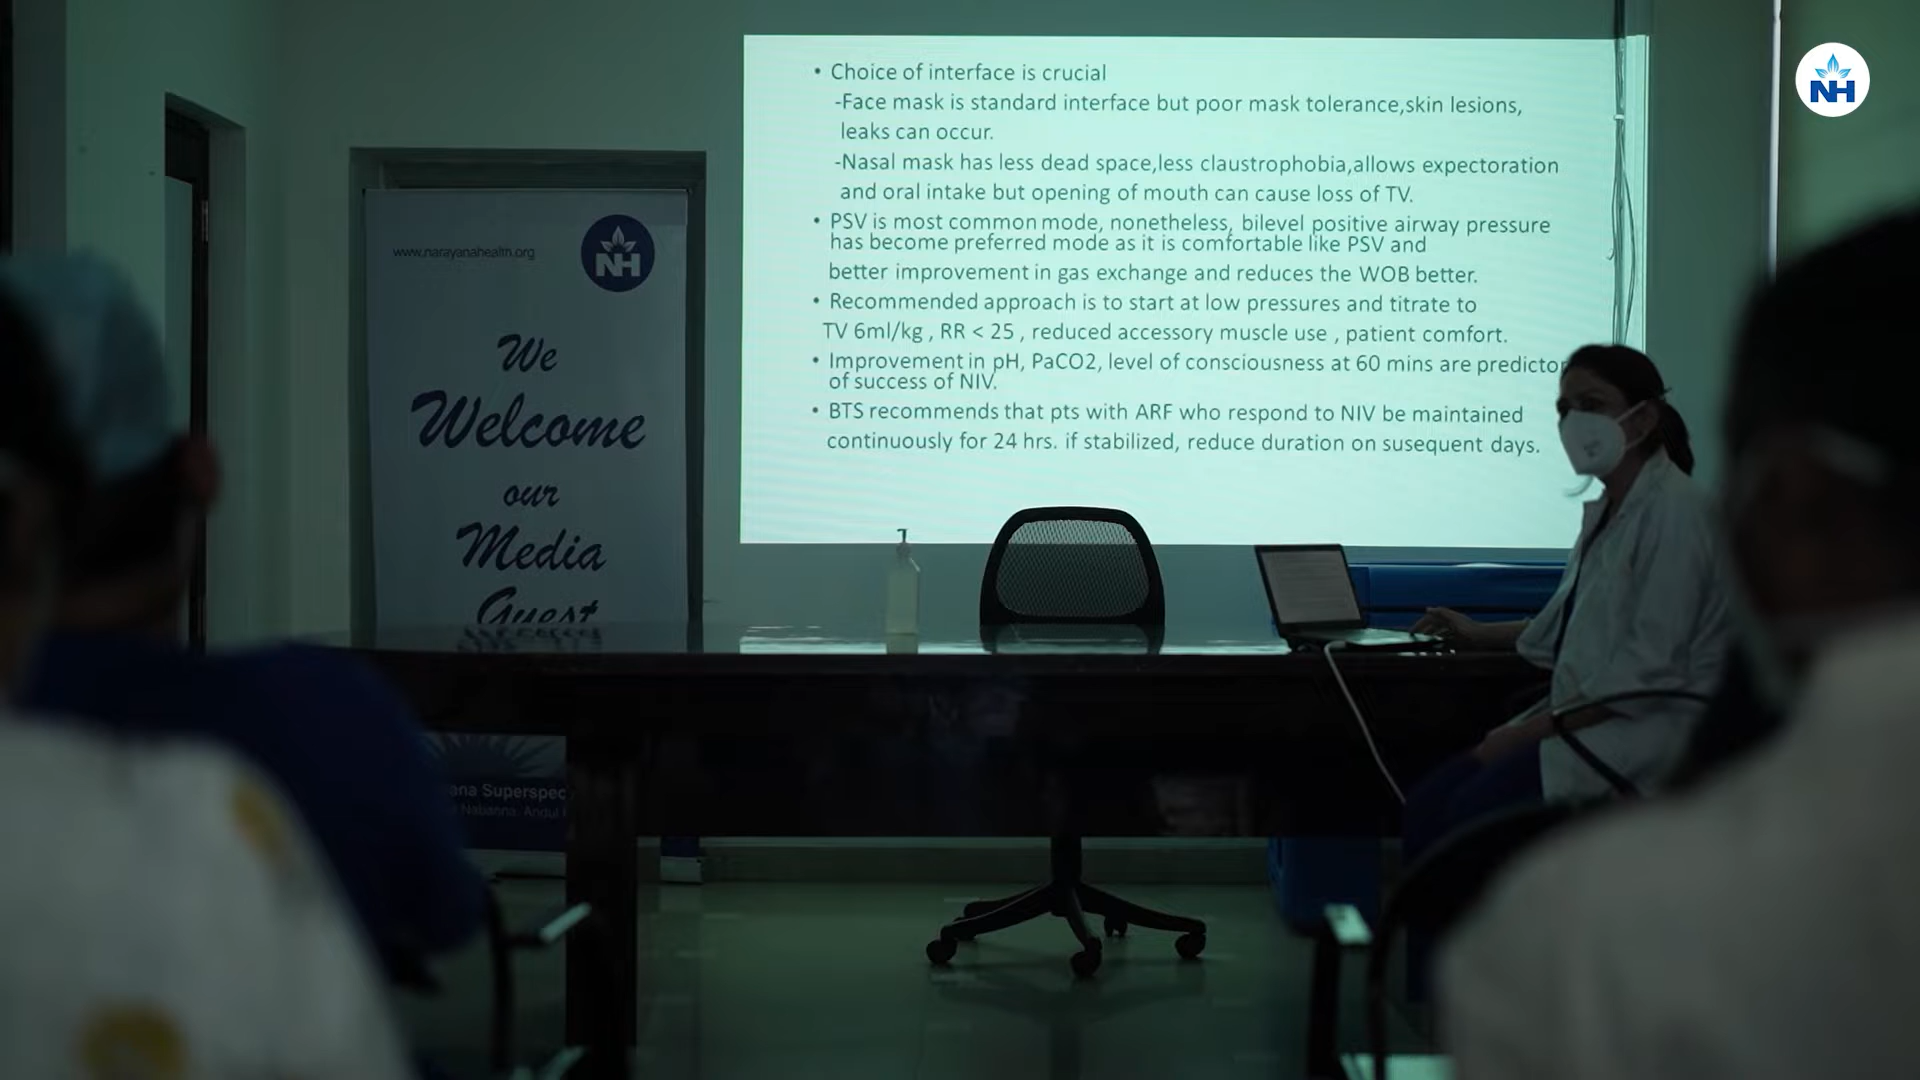 NH
• Choice of interface is crucial
-Face mask is standard interface but poor mask tolerance,skin lesions,
leaks can occur.
-Nasal mask has less dead space,less claustrophobia,allows expectoration
and oral intake but opening of mouth can cause loss of TV.
• PSV is most common mode, nonetheless, bilevel positive airway pressure
has become preferred mode as it is comfortable like PSV and
better improvement in gas exchange and reduces the WOB better.
• Recommended approach is to start at low pressures and titrate to
TV 6ml/kg , RR < 25 , reduced accessory muscle use , patient comfort.
• Improvement in pH, PaCO2, level of consciousness at 60 mins are predictor
of success of NIV.
• BTS recommends that pts with ARF who respond to NIV be maintained
continuously for 24 hrs. if stabilized, reduce duration on susequent days.
www.narayanahealth.org
NH
We
Welcome
our
Media
Guest
ana Superspec
Nabanna, Andul